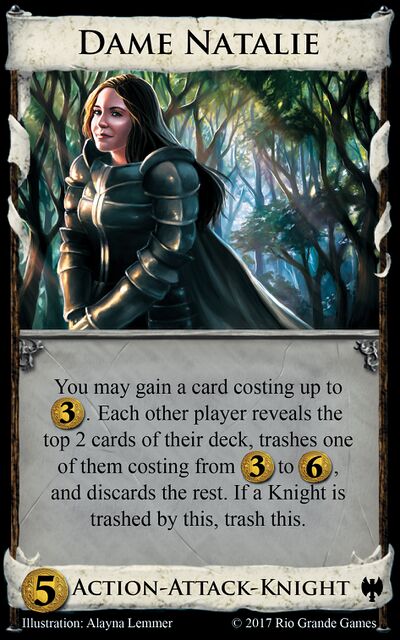 Dame Natalie
You may gain a card costing up to
3. Each other player reveals the
top 2 cards of their deck, trashes one
of them costing from 3 to 6,
and discards the rest. If a Knight is
trashed by this, trash this.
5 Action-Attack-Knight
Illustration: Alayna Lemmer © 2017 Rio Grande Games